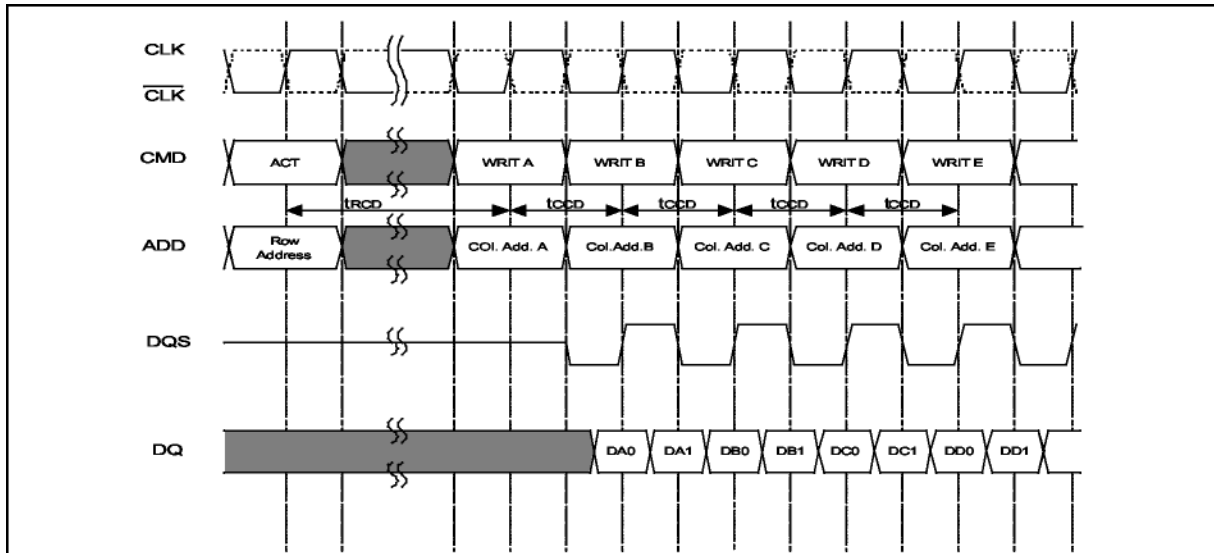 CLK
CLK
CMD
ACT
WRIT A
WRIT B
WRIT C
WRIT D
WRIT E
tRCD
tCCD
tCCD
tCCD
tCCD
ADD
Row
Address
COl. Add. A
Col.Add.B
Col. Add. C
Col. Add. D
Col. Add. E
DQS
DQ
DA0
DA1
DB0
DB1
DC0
DC1
DD0
DD1